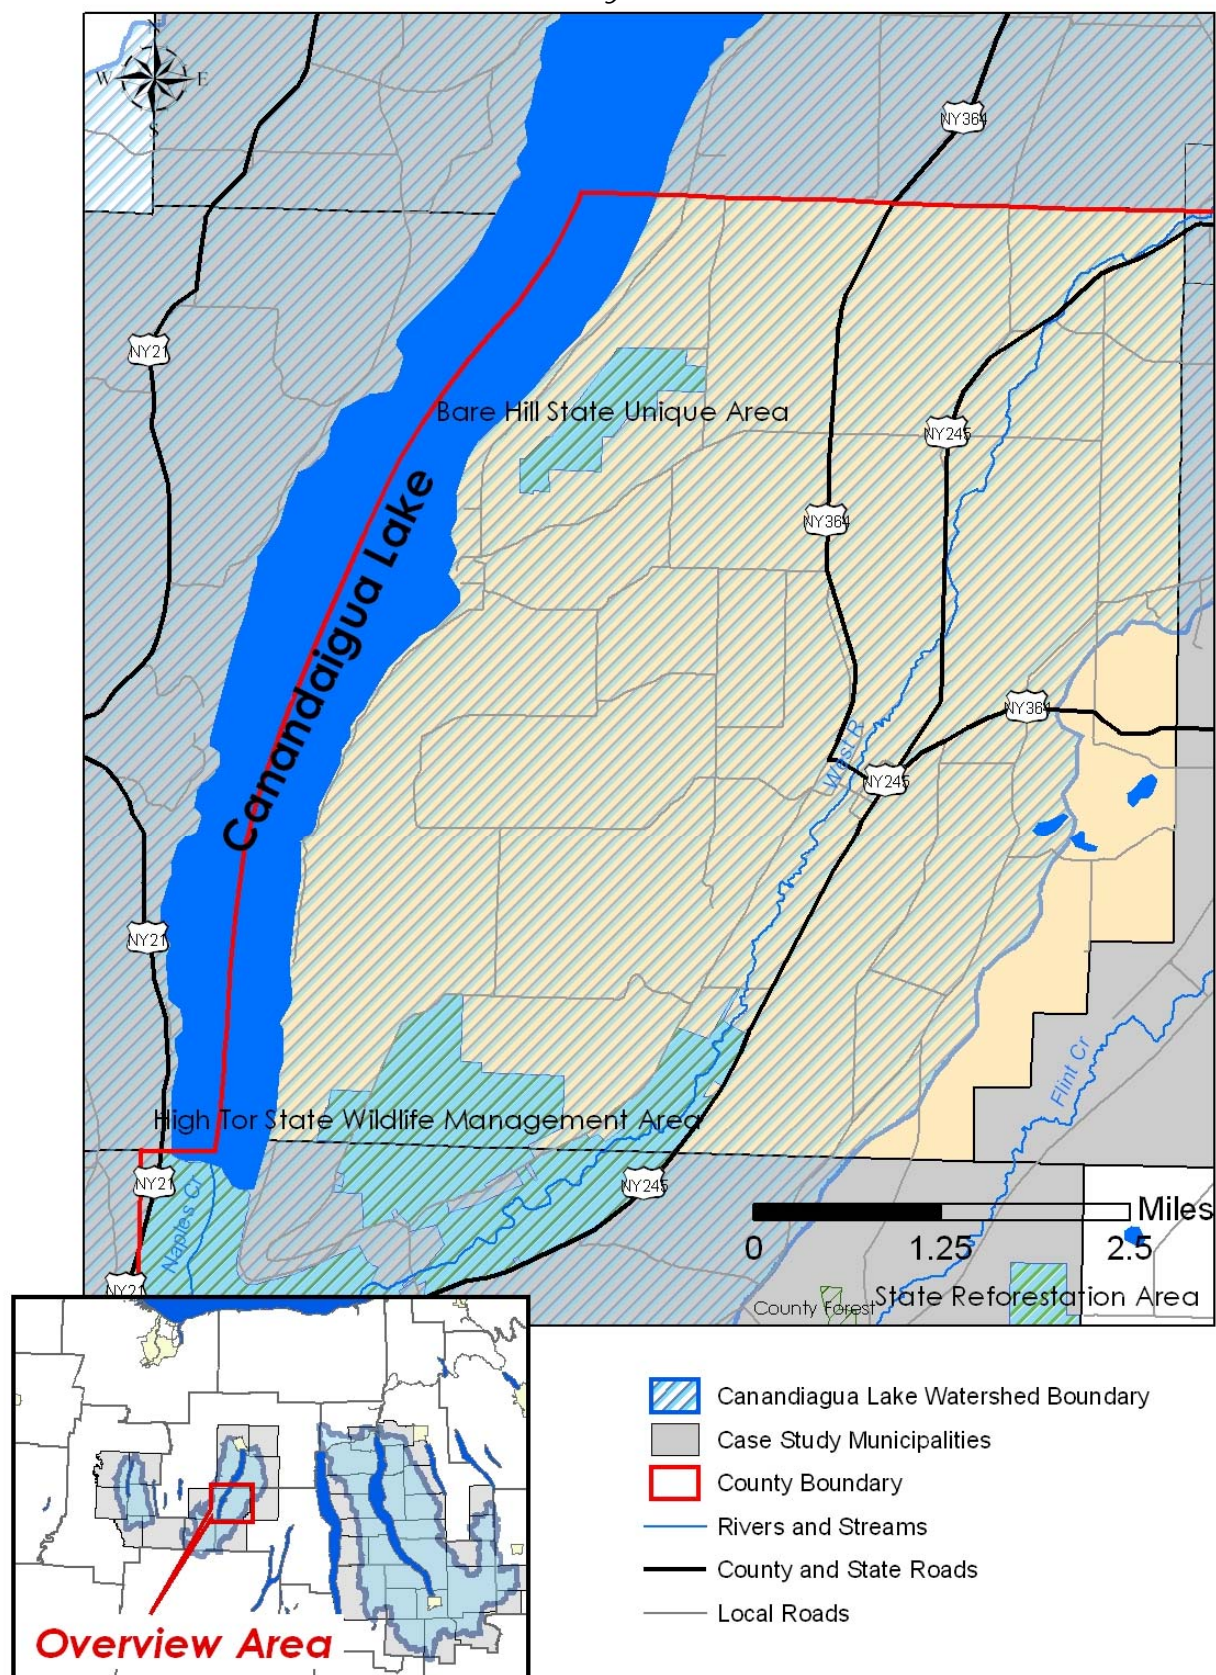 N
W
E
S
NY364
NY21
Bare Hill State Unique Area
NY245
NY364
Canandaigua Lake
NY364
West R
NY245
NY21
Flint Cr
High Tor State Wildlife Management Area
NY21
NY245
Naples Cr
Miles
0
1.25
2.5
NY21
County Forest
State Reforestation Area
Canandiagua Lake Watershed Boundary
Case Study Municipalities
County Boundary
Rivers and Streams
County and State Roads
Local Roads
Overview Area